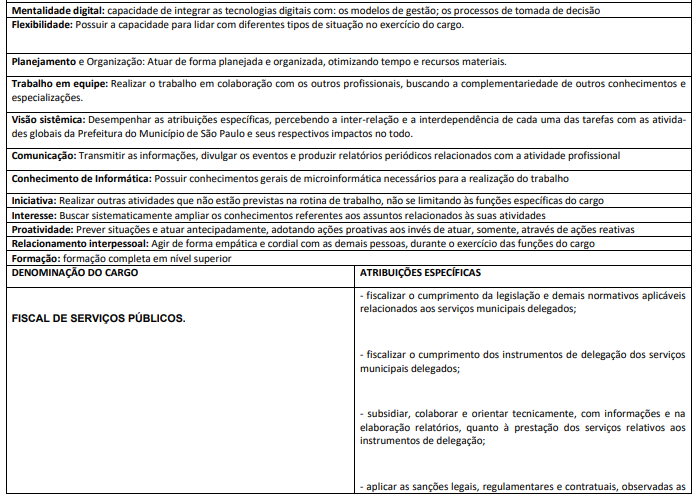 Mentalidade digital: capacidade de integrar as tecnologias digitais com: os modelos de gestão; os processos de tomada de decisão
Flexibilidade: Possuir a capacidade para lidar com diferentes tipos de situação no exercício do cargo.
Planejamento e Organização: Atuar de forma planejada e organizada, otimizando tempo e recursos materiais.
Trabalho em equipe: Realizar o trabalho em colaboração com os outros profissionais, buscando a complementariedade de outros conhecimentos e
especializações.
Visão sistêmica: Desempenhar as atribuições específicas, percebendo a inter-relação e a interdependência de cada uma das tarefas com as ativida-
des globais da Prefeitura do Município de São Paulo e seus respectivos impactos no todo.
Comunicação: Transmitir as informações, divulgar os eventos e produzir relatórios periódicos relacionados com a atividade profissional
Conhecimento de Informática: Possuir conhecimentos gerais de microinformática necessários para a realização do trabalho
Iniciativa: Realizar outras atividades que não estão previstas na rotina de trabalho, não se limitando às funções específicas do cargo
Interesse: Buscar sistematicamente ampliar os conhecimentos referentes aos assuntos relacionados às suas atividades
Proatividade: Prever situações e atuar antecipadamente, adotando ações proativas aos invés de atuar, somente, através de ações reativas
Relacionamento interpessoal: Agir de forma empática e cordial com as demais pessoas, durante o exercício das funções do cargo
Formação: formação completa em nível superior
DENOMINAÇÃO DO CARGO
ATRIBUIÇÕES ESPECÍFICAS
FISCAL DE SERVIÇOS PÚBLICOS.
- fiscalizar o cumprimento da legislação e demais normativos aplicáveis
relacionados aos serviços municipais delegados;
- fiscalizar o cumprimento dos instrumentos de delegação dos serviços
municipais delegados;
- subsidiar, colaborar e orientar tecnicamente, com informações e na
elaboração relatórios, quanto à prestação dos serviços relativos aos
instrumentos de delegação;
- aplicar as sanções legais, regulamentares e contratuais, observadas as